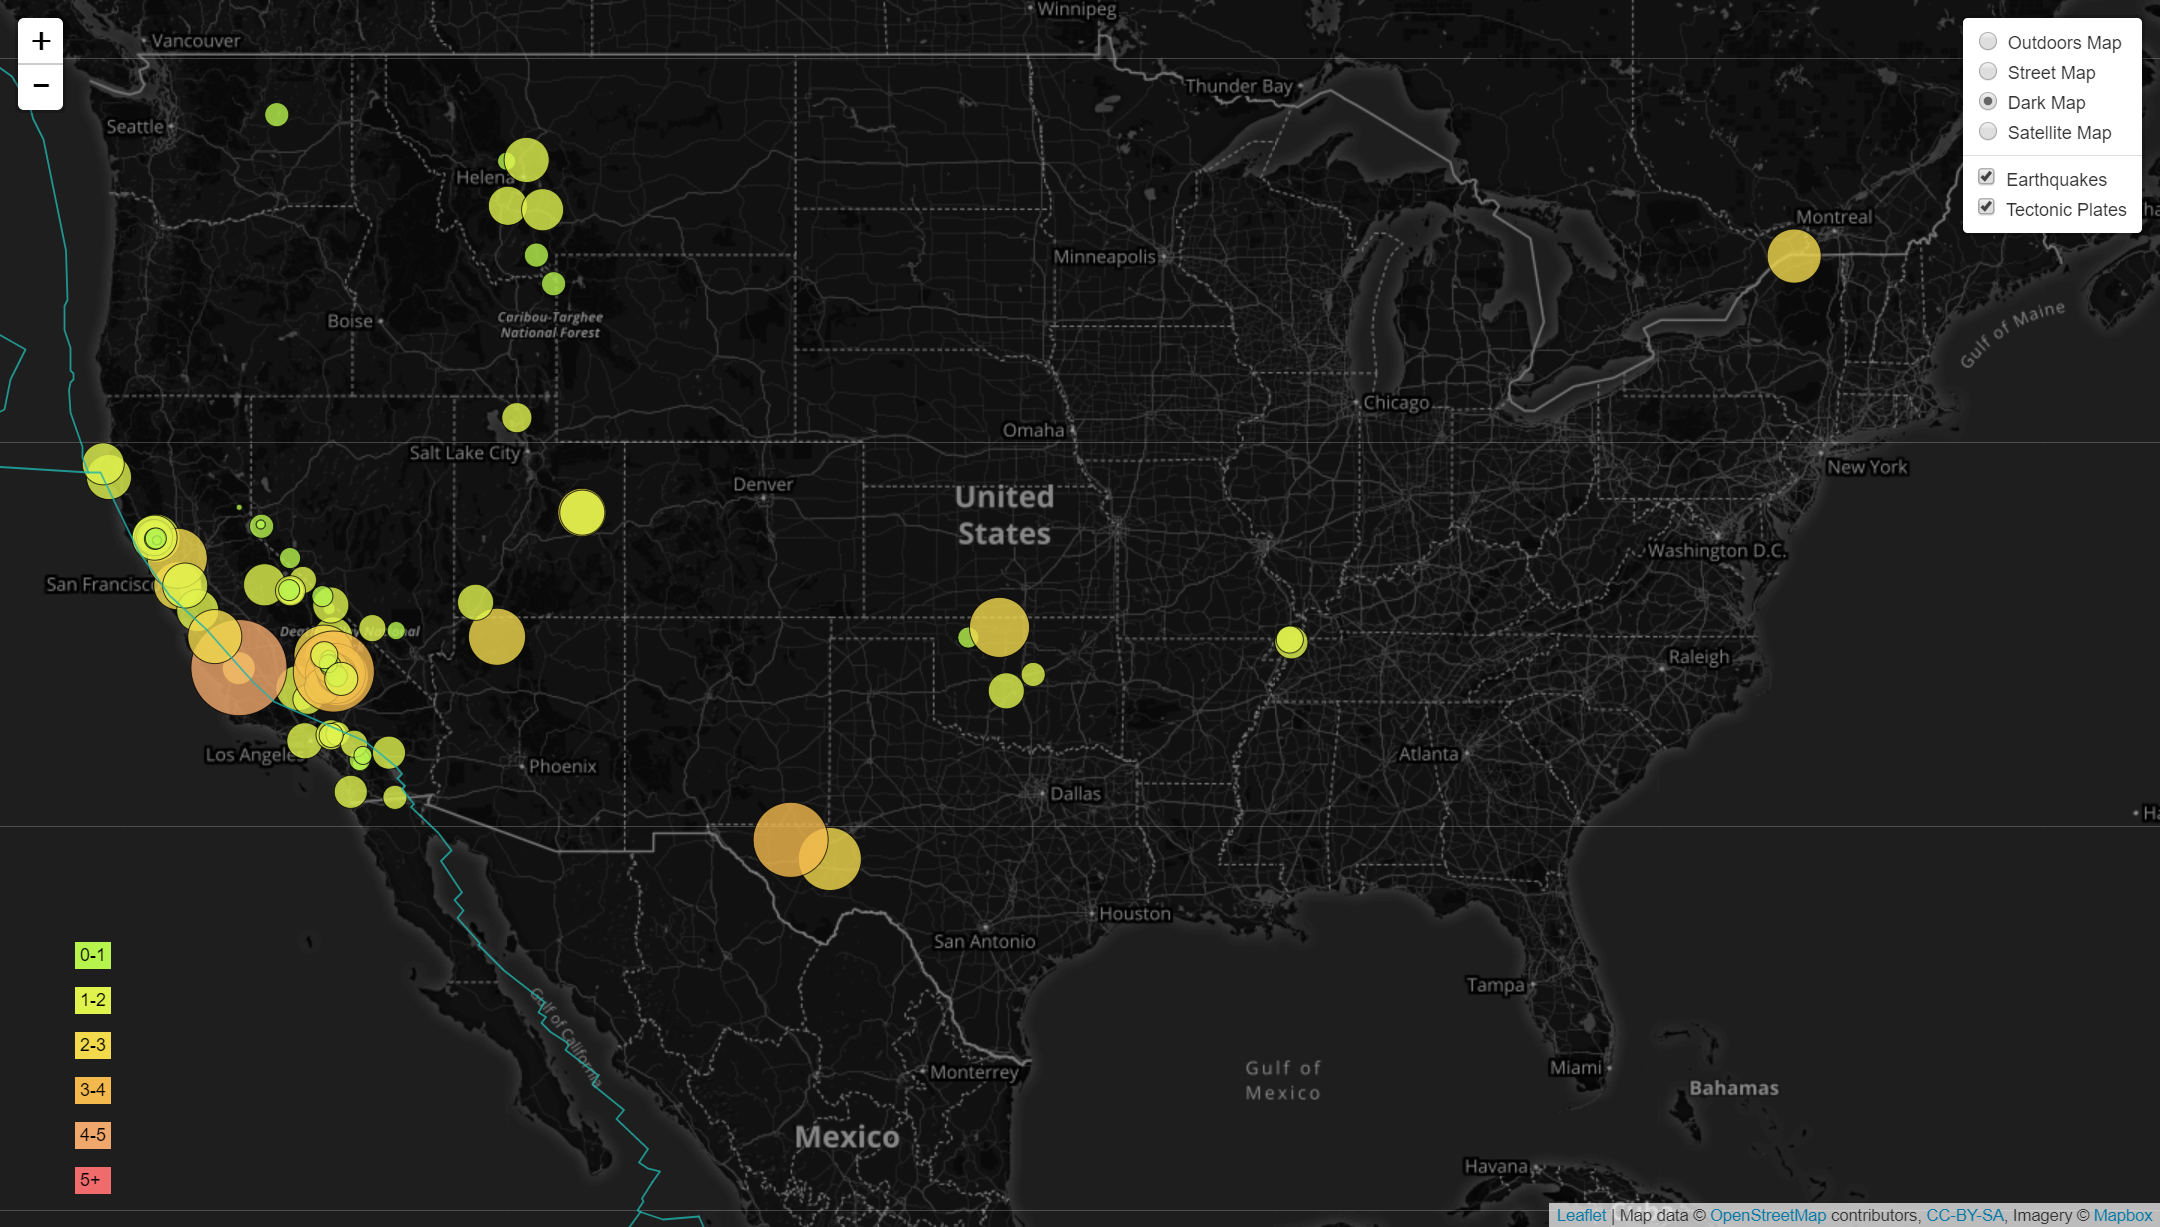 Winnipeg
+
Vancouver
−
Outdoors Map
Street Map
Dark Map
Satellite Map
Earthquakes
Tectonic Plates
Thunder Bay
Seattle
Helena
Montreal
Minneapolis
Caribou-Targhee
National Forest
Boise
Gulf of Maine
Chicago
Omaha
Salt Lake City
New York
Denver
United
States
Washington D.C.
San Francisco
Raleigh
Los Angeles
Phoenix
Atlanta
Dallas
Houston
San Antonio
0-1
Tampa
1-2
Gulf of California
2-3
Gulf of
Mexico
Miami
Monterrey
3-4
Bahamas
4-5
Mexico
Havana
5+
Leaflet | Map data © OpenStreetMap contributors, CC-BY-SA, Imagery © Mapbox